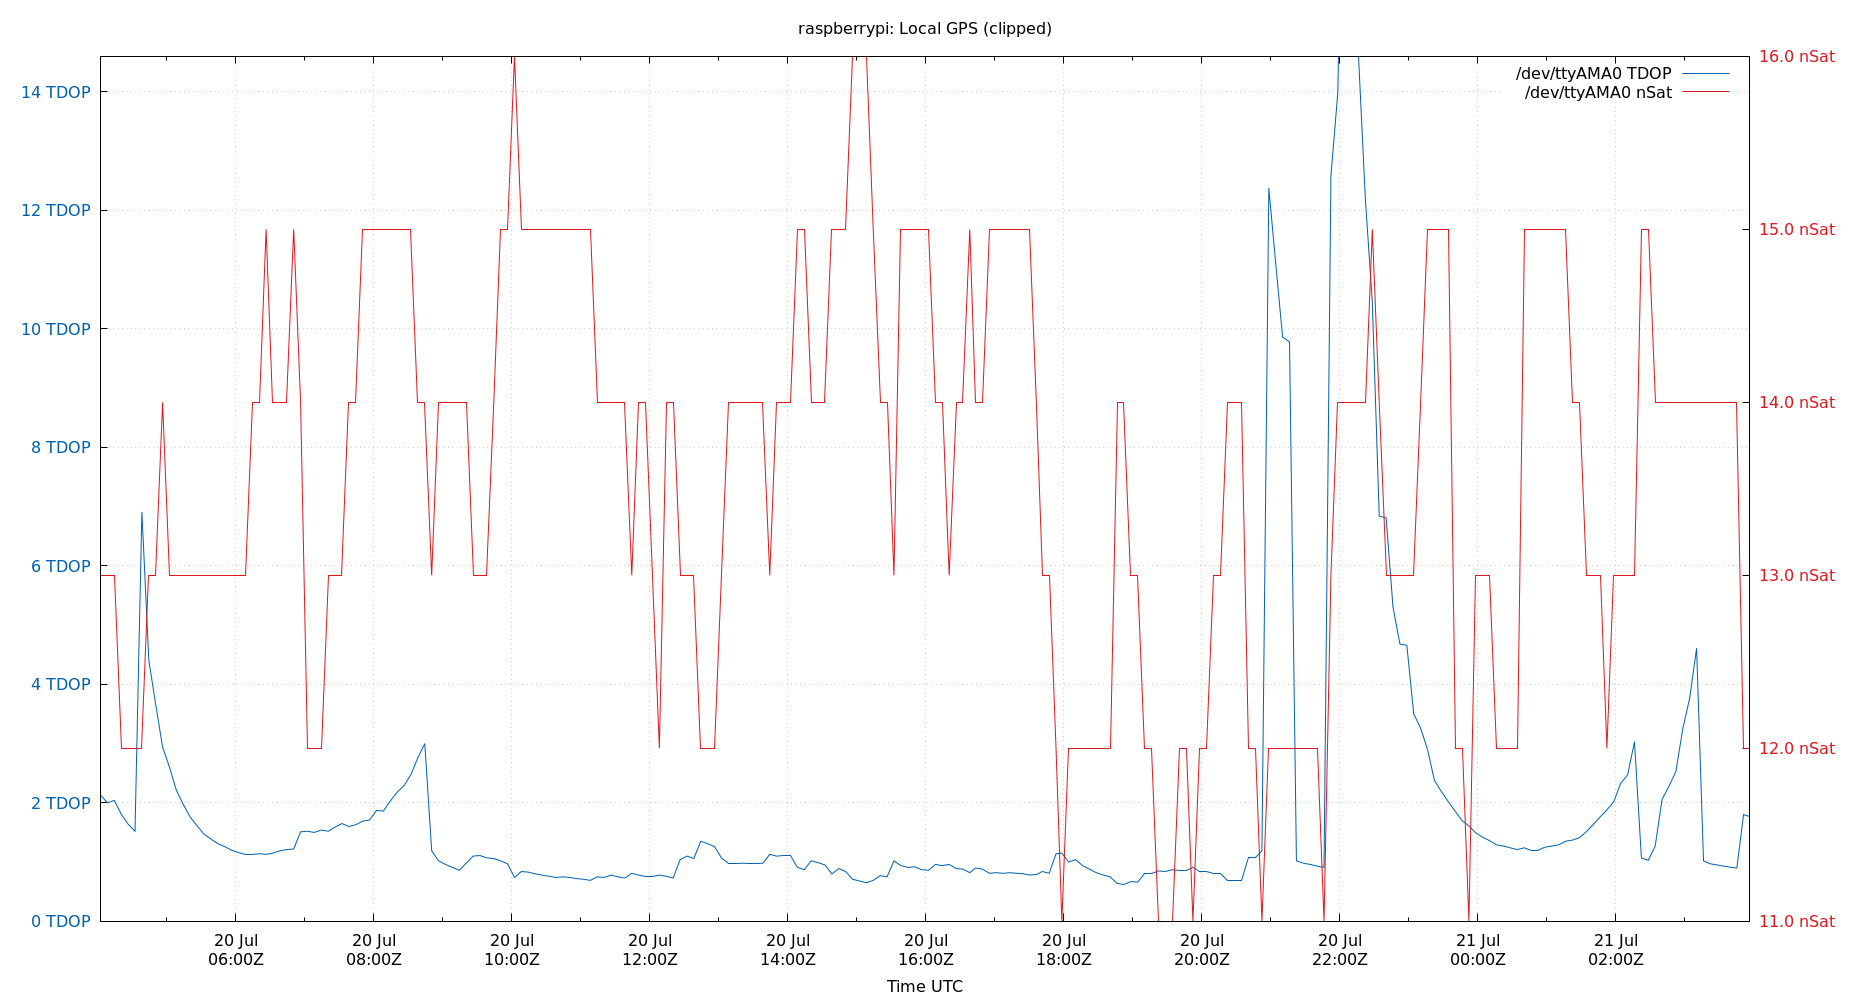 raspberrypi: Local GPS (clipped)
/dev/ttyAMA0 TDOP
/dev/ttyAMA0 nSat
14 TDOP
12 TDOP
10 TDOP
8 TDOP
6 TDOP
4 TDOP
2 TDOP
0 TDOP
16.0 nSat
15.0 nSat
14.0 nSat
13.0 nSat
12.0 nSat
11.0 nSat
20 Jul
06:00Z
20 Jul
08:00Z
20 Jul
10:00Z
20 Jul
12:00Z
20 Jul
14:00Z
20 Jul
16:00Z
20 Jul
18:00Z
20 Jul
20:00Z
20 Jul
22:00Z
21 Jul
00:00Z
21 Jul
02:00Z
Time UTC